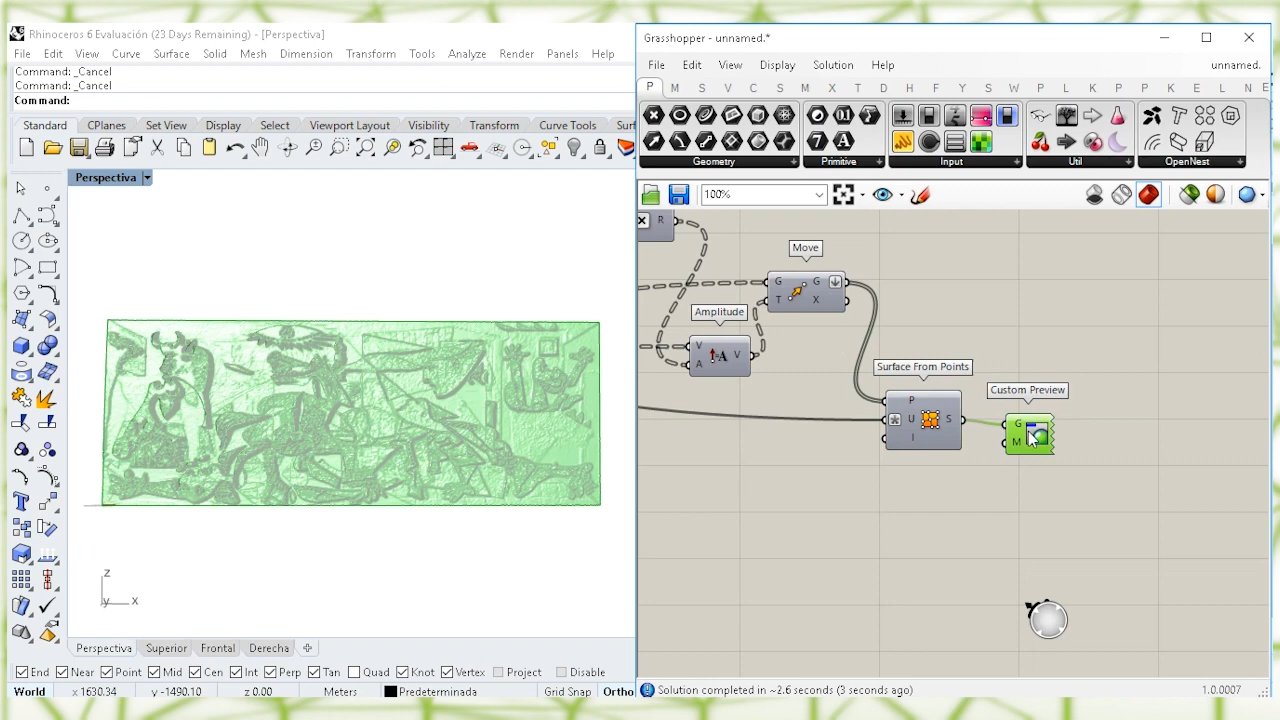 Rhinoceros 6 Evaluación (23 Days Remaining) - [Perspectiva]
File Edit View Curve Surface Solid Mesh Dimension Transform Tools Analyze Render Panels Help
Command: _Cancel
Command: _Cancel
Command:
Standard CPlanes Set View Display Select Viewport Layout Visibility Transform Curve Tools Surf
Perspectiva
z
y x
Perspectiva Superior Frontal Derecha
End Near Point Mid Cen Int Perp Tan Quad Knot Vertex Project Disable
World x 1630.34 y -1490.10 z 0.00 Meters Predeterminada Grid Snap Ortho
Grasshopper - unnamed.*
File Edit View Display Solution Help unnamed.
P M S V C S M X T D H F Y S W P L K P P K E L N E
Geometry Primitive Input Util OpenNest
100%
R
Move
G G
T X
Amplitude
V V
A
Surface From Points
P
U S
I
Custom Preview
G
M
Solution completed in ~2.6 seconds (3 seconds ago) 1.0.0007